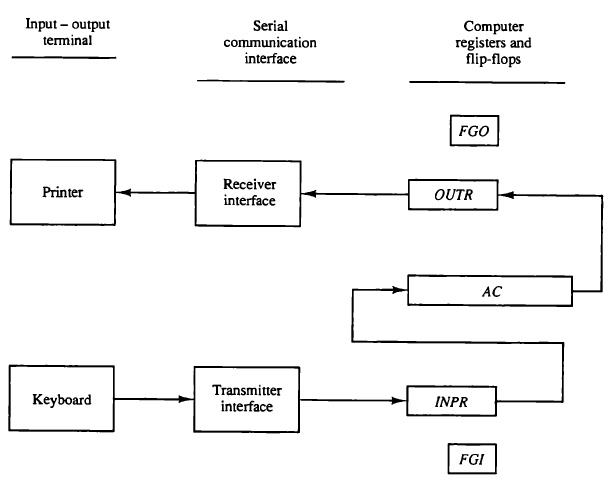 Input – output
terminal
Serial
communication
interface
Computer
registers and
flip-flops
FGO
Printer
Receiver
interface
OUTR
AC
Keyboard
Transmitter
interface
INPR
FGI